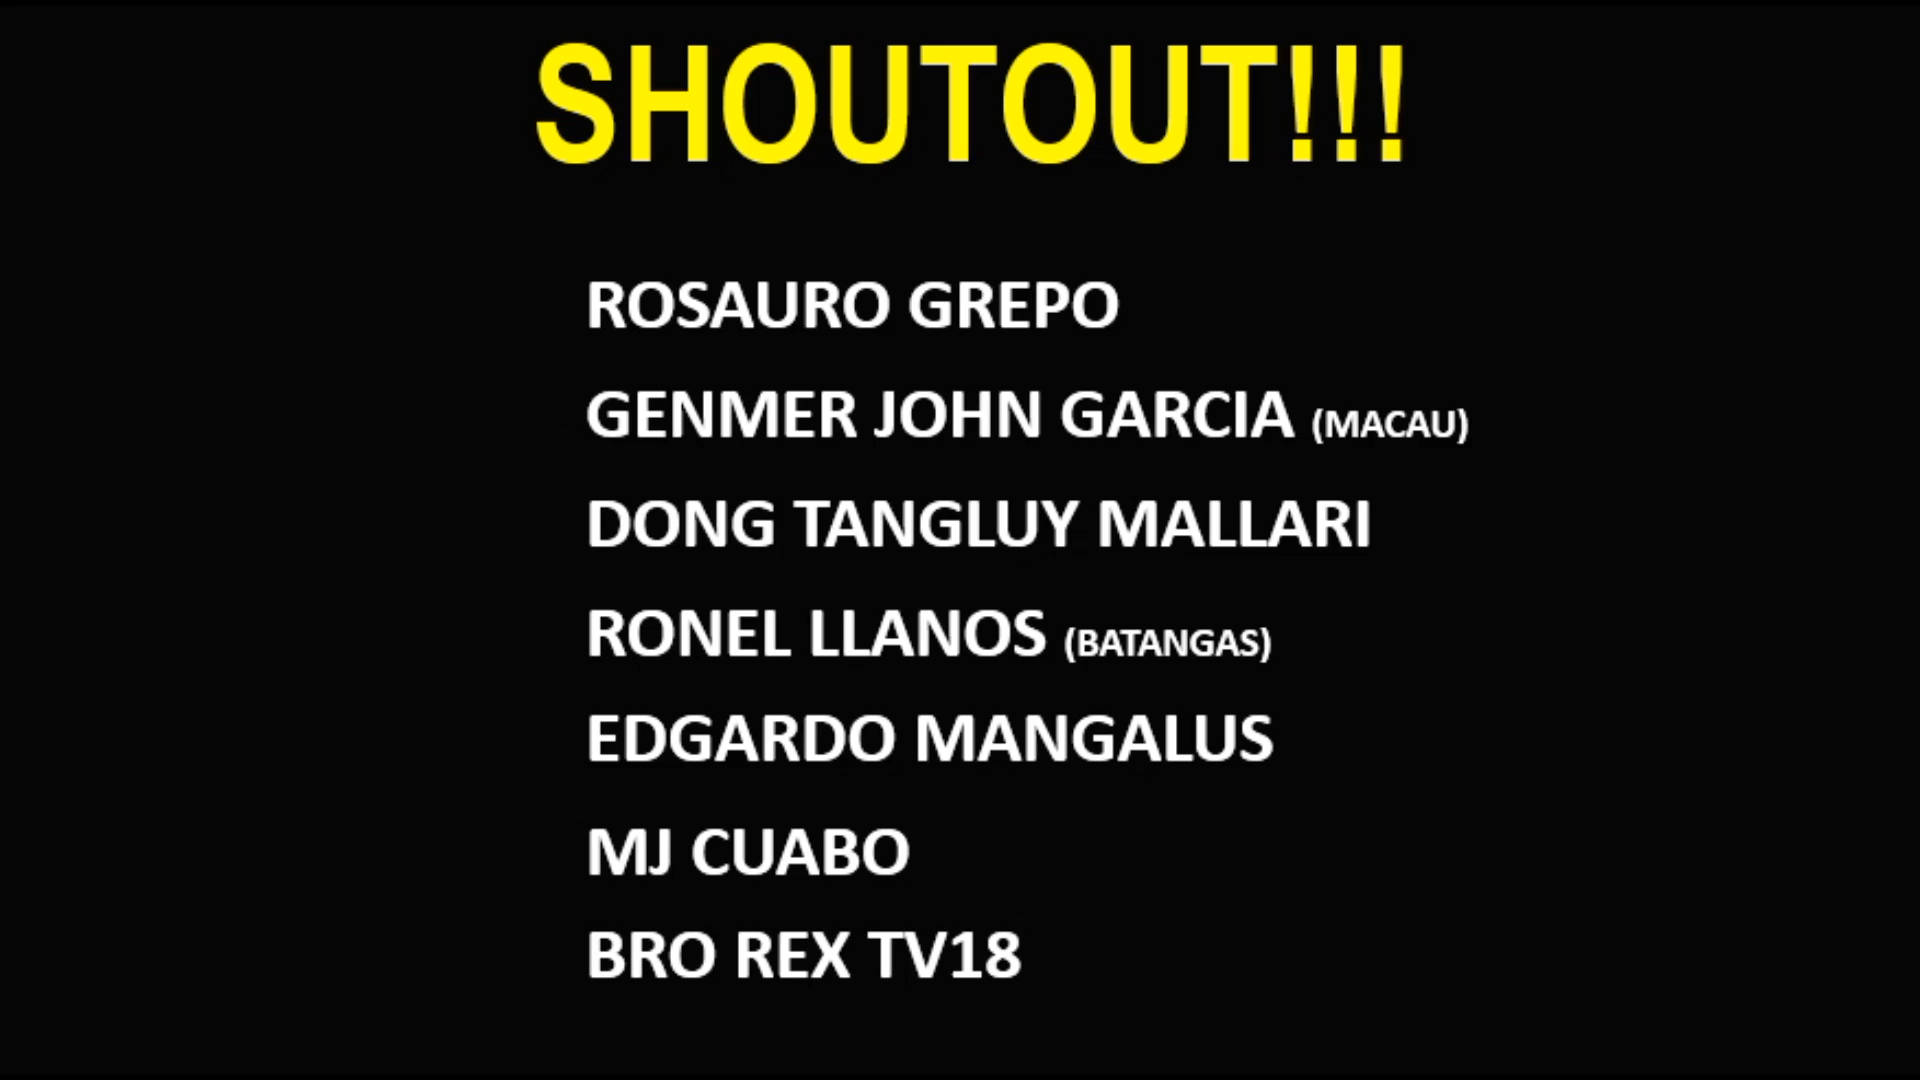 SHOUTOUT!!!
ROSAURO GREPO
GENMER JOHN GARCIA (MACAU)
DONG TANGLUY MALLARI
RONEL LLANOS (BATANGAS)
EDGARDO MANGALUS
MJ CUABO
BRO REX TV18